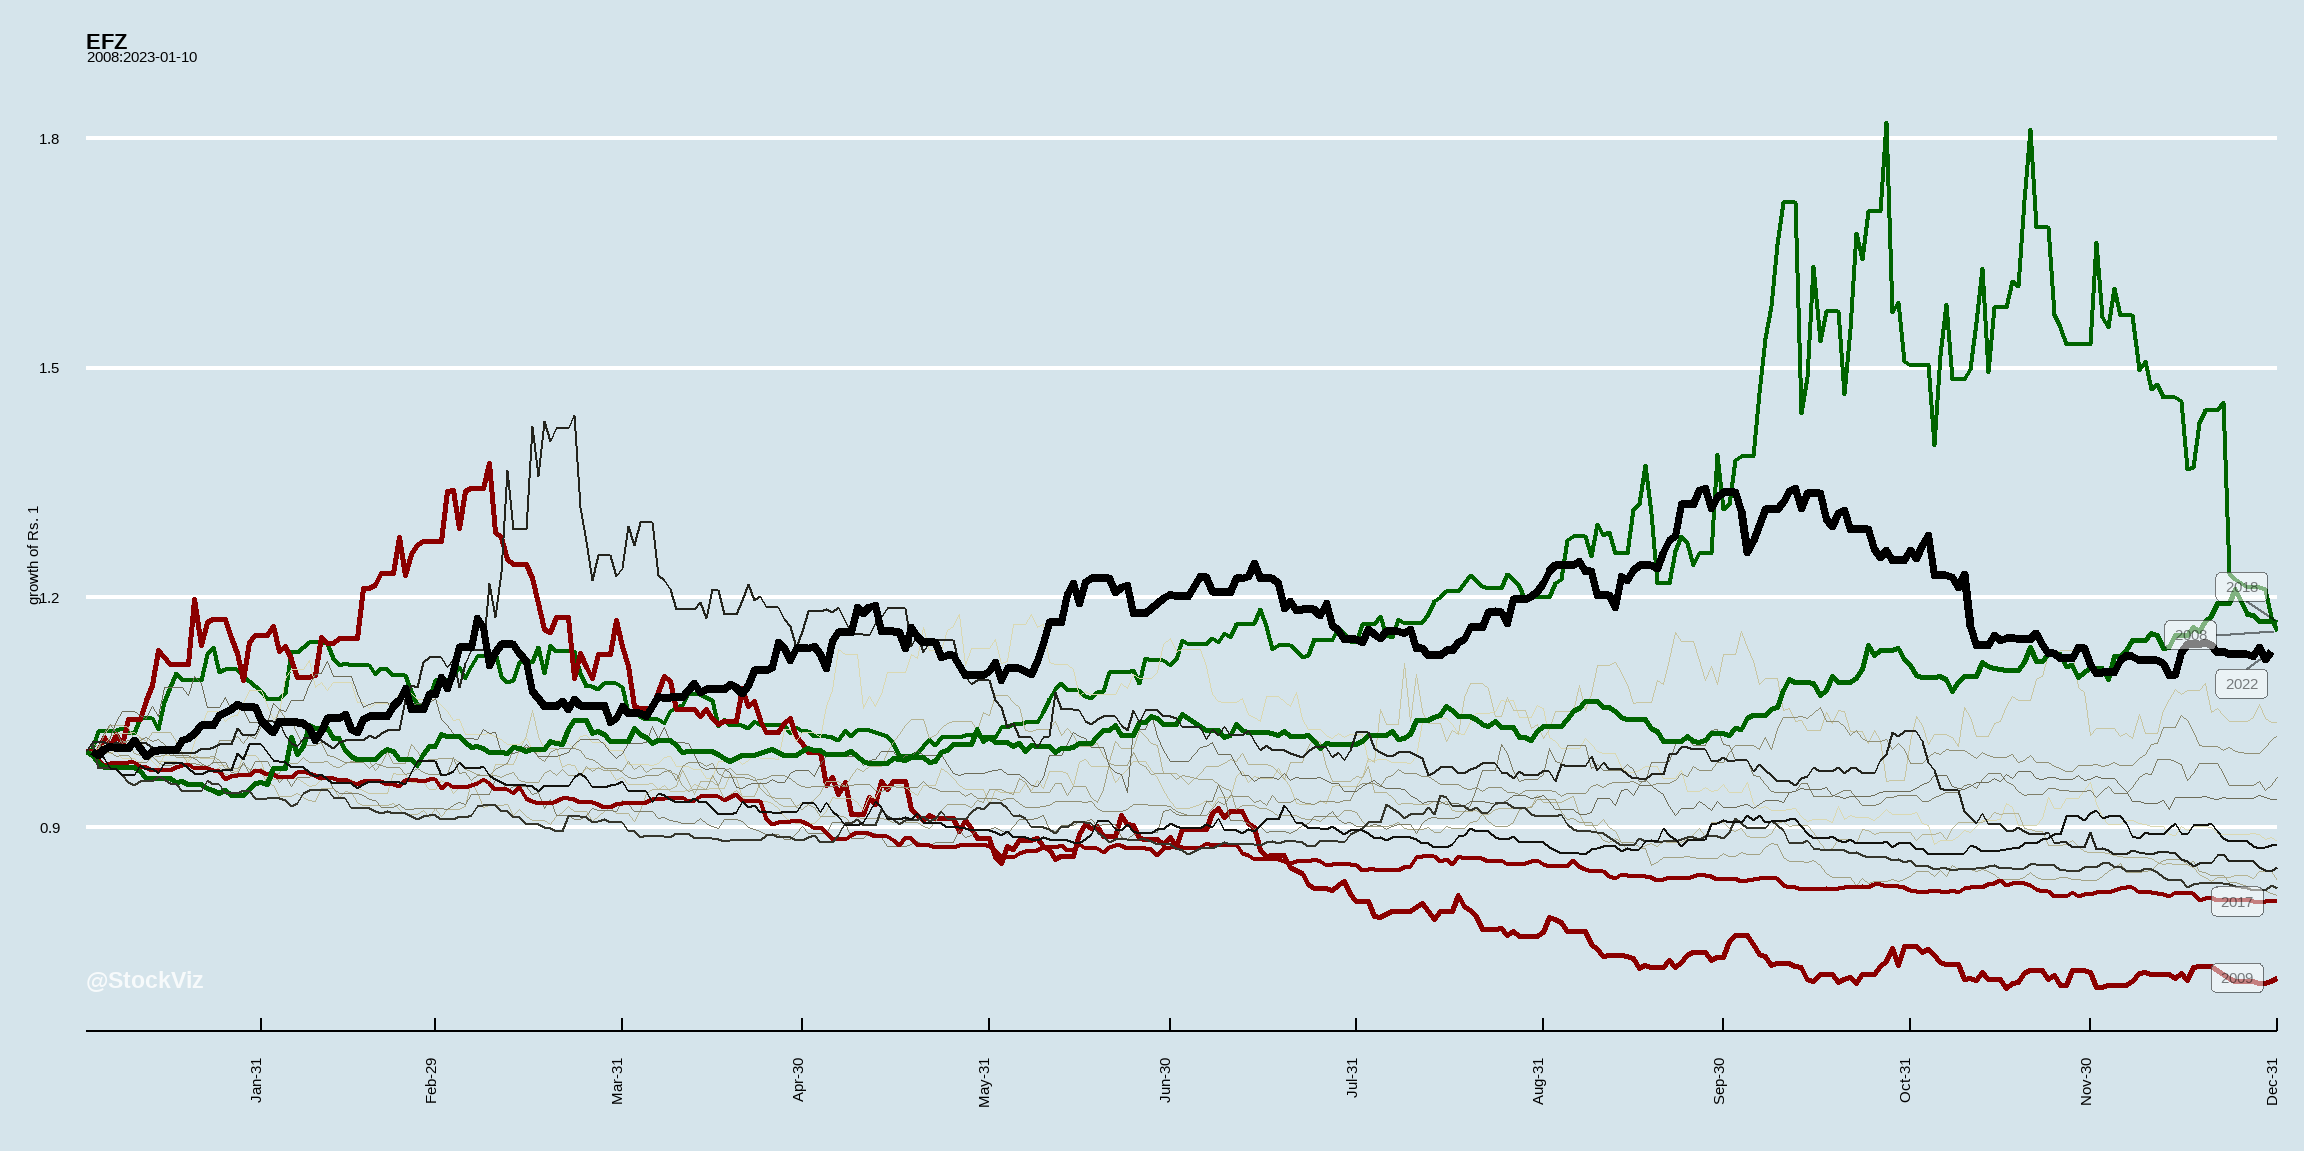 EFZ
2008:2023-01-10
1.8
1.5
1.2
0.9
growth of Rs. 1
2018
2008
2022
2017
2009
@StockViz
Jan-31
Feb-29
Mar-31
Apr-30
May-31
Jun-30
Jul-31
Aug-31
Sep-30
Oct-31
Nov-30
Dec-31